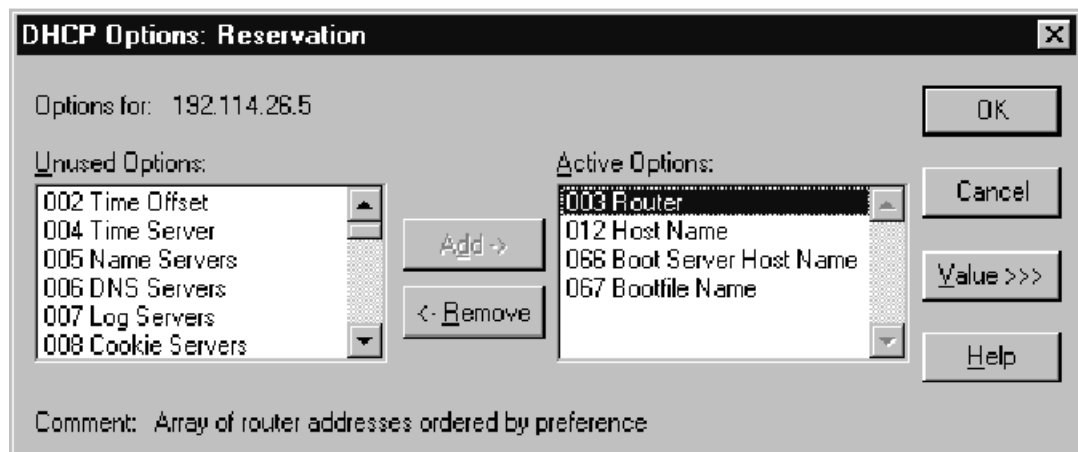 DHCP Options: Reservation
Options for: 192.114.26.5
OK
Unused Options:
Active Options:
002 Time Offset
004 Time Server
005 Name Servers
006 DNS Servers
007 Log Servers
008 Cookie Servers
Add ->
<- Remove
003 Router
012 Host Name
066 Boot Server Host Name
067 Bootfile Name
Cancel
Value >>>
Help
Comment: Array of router addresses ordered by preference